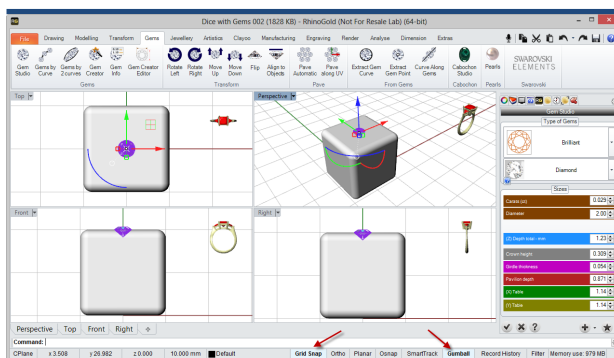 Dice with Gems 002 (1828 KB) - RhinoGold (Not For Resale Lab) (64-bit)
File Drawing Modelling Transform Gems Jewellery Artistics Clayoo Manufacturing Engraving Render Analyse Dimension Extras
Gem Studio Gems by Curve Gems by 2 curves Gem Creator Gem Info Gem Creator Editor Rotate Left Rotate Right Move Up Move Down Flip Align to Objects Pave Automatic Pave along UV Extract Gem Curve Extract Gem Point Curve Along Gems Cabochon Studio Pearls SWAROVSKI ELEMENTS
Gems Transform Pave From Gems Cabochon Pearls Swarovski
Top
Perspective
Front
Right
Gem Studio
Type of Gems
Brilliant
Diamond
Sizes
Carats (ct) 0.029
Diameter 2.00
(Z) Depth total - mm 1.23
Crown height 0.309
Girdle thickness 0.054
Pavilion depth 0.871
(X) Table 1.14
(Y) Table 1.14
Perspective Top Front Right
Command:
CPlane x 3.508 y 26.982 z 0.000 10.000 mm Default Grid Snap Ortho Planar Osnap SmartTrack Gumball Record History Filter Memory use: 979 MB